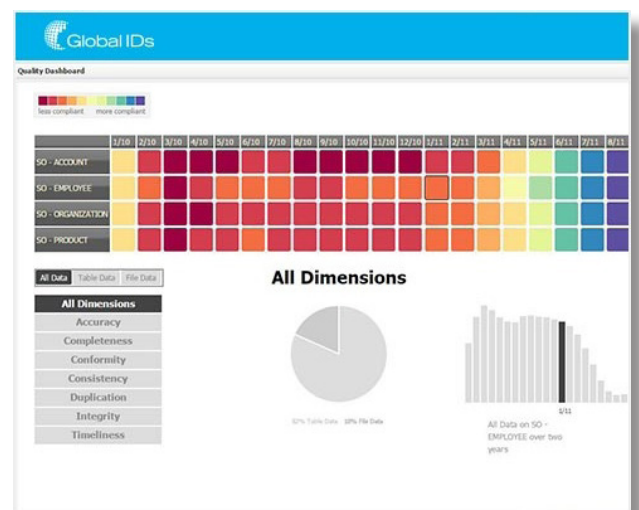 Global IDs
Quality Dashboard
less compliant more compliant
1/10 2/10 3/10 4/10 5/10 6/10 7/10 8/10 9/10 10/10 11/10 12/10 1/11 2/11 3/11 4/11 5/11 6/11 7/11 8/11
SO - ACCOUNT
SO - EMPLOYEE
SO - ORGANIZATION
SO - PRODUCT
All Data Table Data File Data
All Dimensions
All Dimensions
Accuracy
Completeness
Conformity
Consistency
Duplication
Integrity
Timeliness
Table Data 18% File Data
1/11
All Data on SO -
EMPLOYEE over two
years